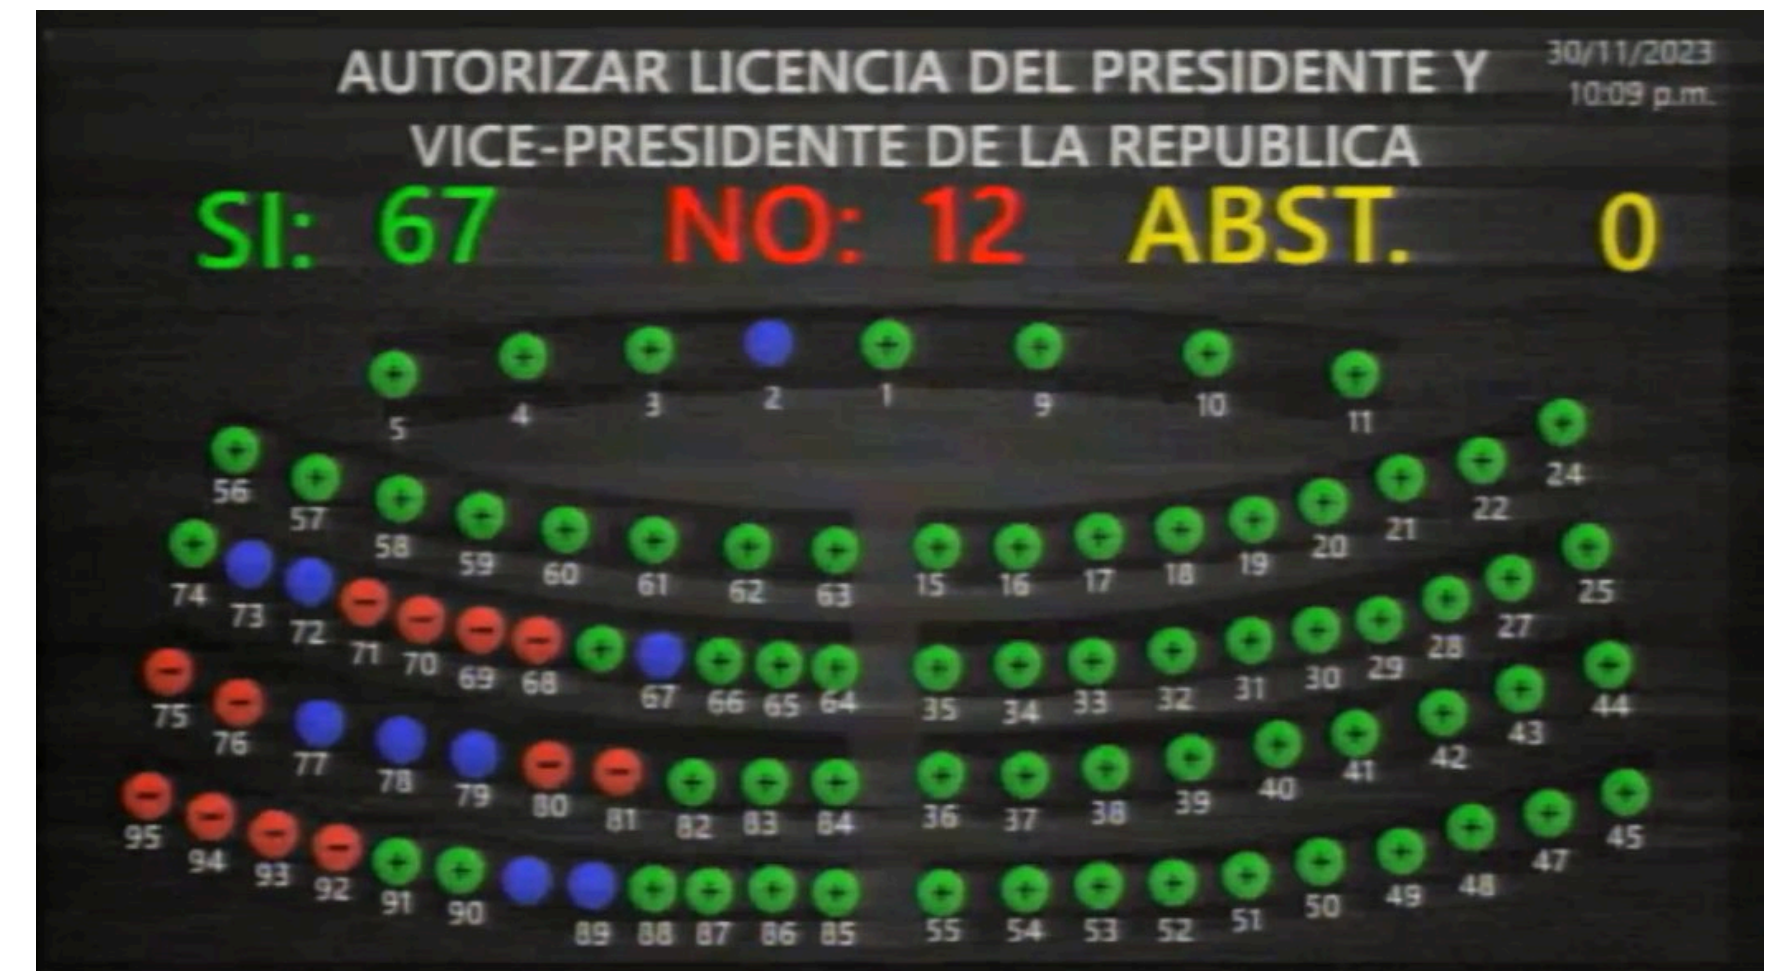 AUTORIZAR LICENCIA DEL PRESIDENTE Y
30/11/2023
10:09 p.m.
VICE-PRESIDENTE DE LA REPUBLICA
SI: 67 NO: 12 ABST. 0
5 4 3 2 1 9 10 11
56 57 58 59 60 61 62 63 15 16 17 18 19 20 21 22 24
74 73 72 71 70 69 68 67 66 65 64 35 34 33 32 31 30 29 28 27 25
75 76 77 78 79 80 81 82 83 84 36 37 38 39 40 41 42 43 44
95 94 93 92 91 90 89 88 87 86 85 55 54 53 52 51 50 49 48 47 45